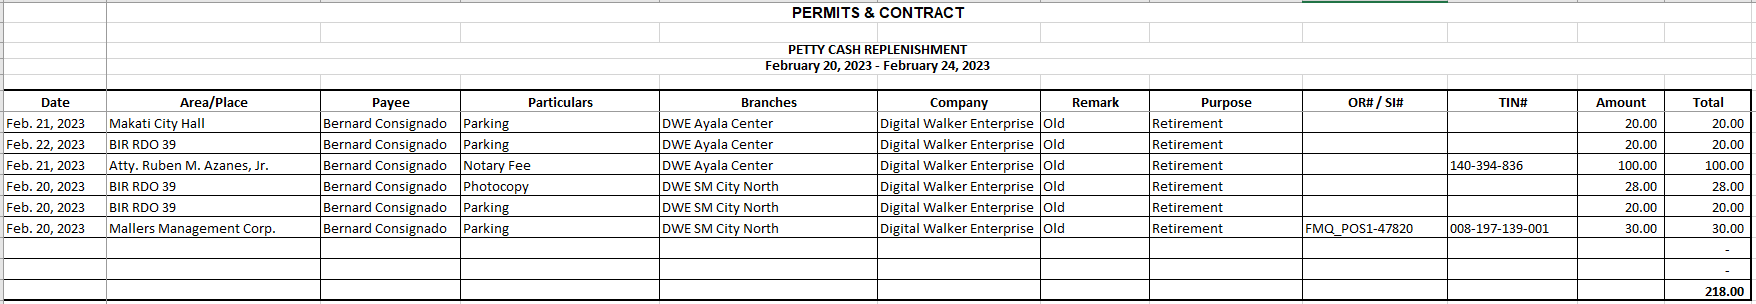 PERMITS & CONTRACT
PETTY CASH REPLENISHMENT
February 20, 2023 - February 24, 2023
Date Area/Place Payee Particulars Branches Company Remark Purpose OR# / SI# TIN# Amount Total
Feb. 21, 2023 Makati City Hall Bernard Consignado Parking DWE Ayala Center Digital Walker Enterprise Old Retirement 20.00 20.00
Feb. 22, 2023 BIR RDO 39 Bernard Consignado Parking DWE Ayala Center Digital Walker Enterprise Old Retirement 20.00 20.00
Feb. 21, 2023 Atty. Ruben M. Azanes, Jr. Bernard Consignado Notary Fee DWE Ayala Center Digital Walker Enterprise Old Retirement 140-394-836 100.00 100.00
Feb. 20, 2023 BIR RDO 39 Bernard Consignado Photocopy DWE SM City North Digital Walker Enterprise Old Retirement 28.00 28.00
Feb. 20, 2023 BIR RDO 39 Bernard Consignado Parking DWE SM City North Digital Walker Enterprise Old Retirement 20.00 20.00
Feb. 20, 2023 Mallers Management Corp. Bernard Consignado Parking DWE SM City North Digital Walker Enterprise Old Retirement FMQ_POS1-47820 008-197-139-001 30.00 30.00
-
-
218.00